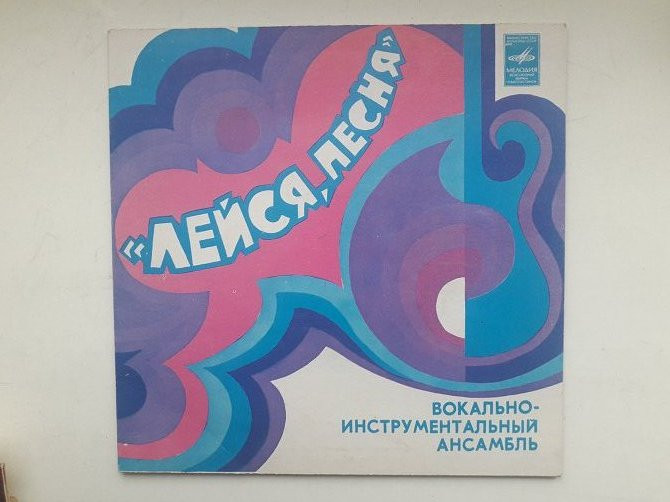 «ЛЕЙСЯ, ПЕСНЯ»
МЕЛОДИЯ
ВОКАЛЬНО-
ИНСТРУМЕНТАЛЬНЫЙ
АНСАМБЛЬ